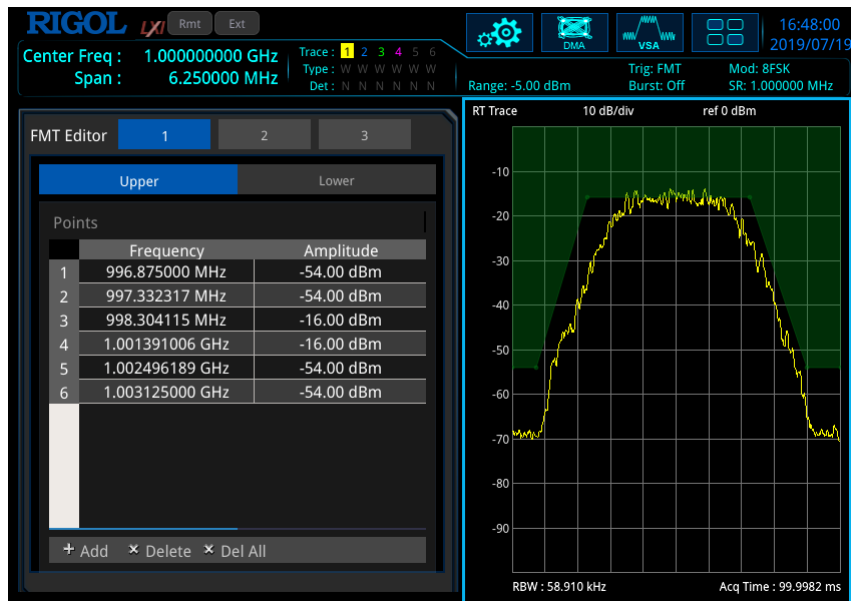 RIGOL LXI Rmt Ext
16:48:00
2019/07/19
DMA
VSA
Center Freq : 1.000000000 GHz
Span : 6.250000 MHz
Trace : 1 2 3 4 5 6
Type : W W W W W W
Det : N N N N N N
Trig: FMT Mod: 8FSK
Range: -5.00 dBm Burst: Off SR: 1.000000 MHz
FMT Editor 1 2 3
Upper Lower
Points
Frequency Amplitude
1 996.875000 MHz -54.00 dBm
2 997.332317 MHz -54.00 dBm
3 998.304115 MHz -16.00 dBm
4 1.001391006 GHz -16.00 dBm
5 1.002496189 GHz -54.00 dBm
6 1.003125000 GHz -54.00 dBm
+ Add × Delete × Del All
RT Trace 10 dB/div ref 0 dBm
-10
-20
-30
-40
-50
-60
-70
-80
-90
RBW : 58.910 kHz Acq Time : 99.9982 ms